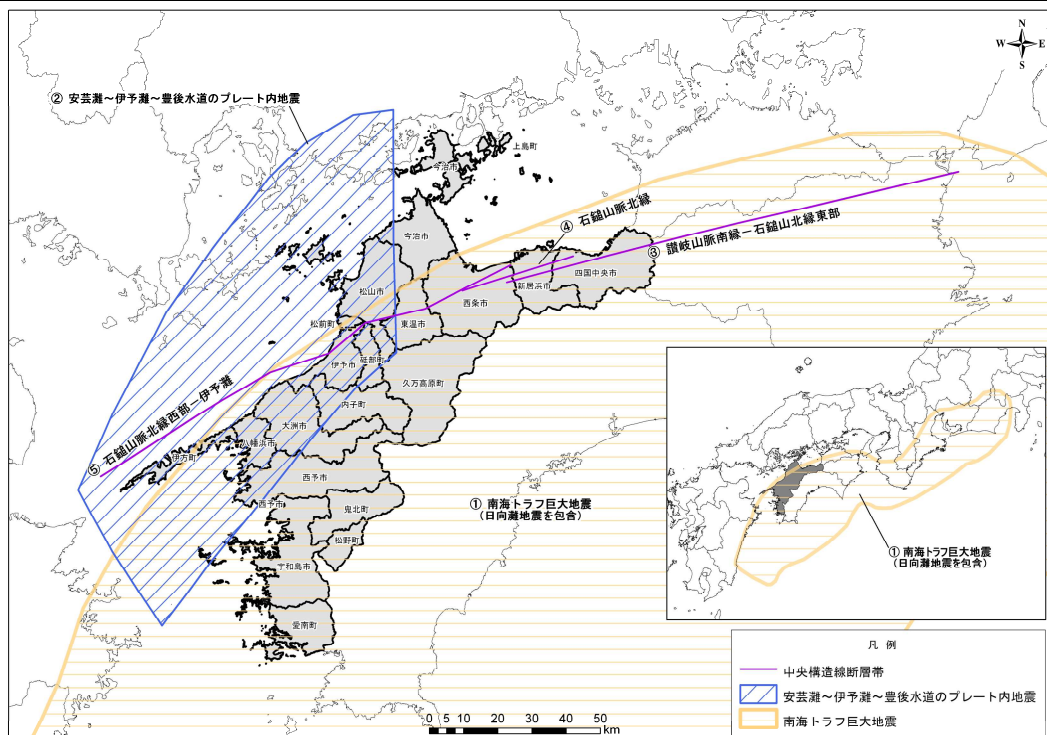 N
W E
S
② 安芸灘～伊予灘～豊後水道のプレート内地震
上島町
今治市
④ 石鎚山脈北縁
今治市
③ 讃岐山脈南縁－石鎚山北縁東部
四国中央市
新居浜市
松山市
西条市
松前町
東温市
砥部町
伊予市
久万高原町
⑤ 石鎚山脈北縁西部－伊予灘
内子町
大洲市
八幡浜市
伊方町
西予市
西予市
鬼北町
① 南海トラフ巨大地震
(日向灘地震を包含)
松野町
宇和島市
愛南町
① 南海トラフ巨大地震
(日向灘地震を包含)
凡例
中央構造線断層帯
安芸灘～伊予灘～豊後水道のプレート内地震
南海トラフ巨大地震
0 5 10 20 30 40 50
km